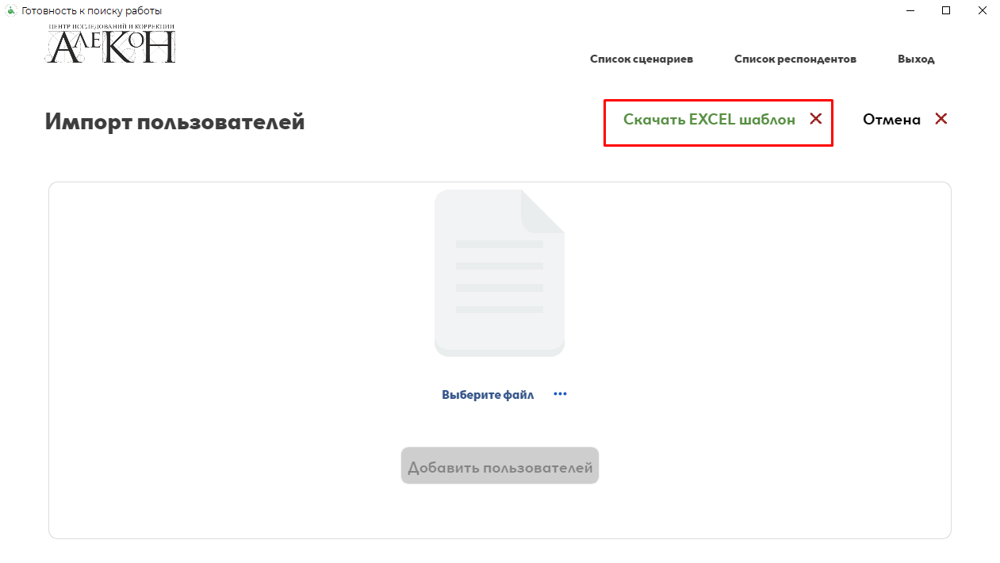 Готовность к поиску работы
ЦЕНТР ИССЛЕДОВАНИЙ И КОРРЕКЦИИ
АЛЕКОН
Список сценариев Список респондентов Выход
Импорт пользователей
Скачать EXCEL шаблон
Отмена
Выберите файл ...
Добавить пользователей